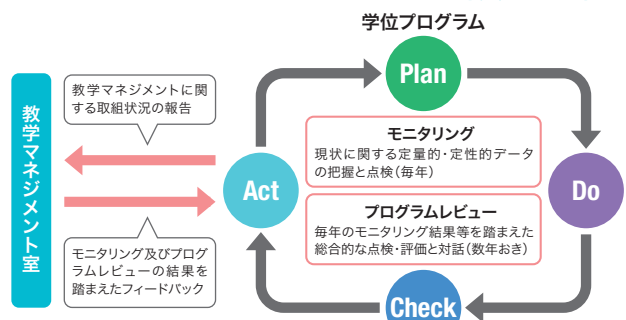 学位プログラム
Plan
教学マネジメントに関
する取組状況の報告
教学マネジメント室
モニタリング
現状に関する定量的・定性的データ
の把握と点検(毎年)
Act
Do
プログラムレビュー
毎年のモニタリング結果等を踏まえた
総合的な点検・評価と対話(数年おき)
モニタリング及びプログ
ラムレビューの結果を
踏まえたフィードバック
Check